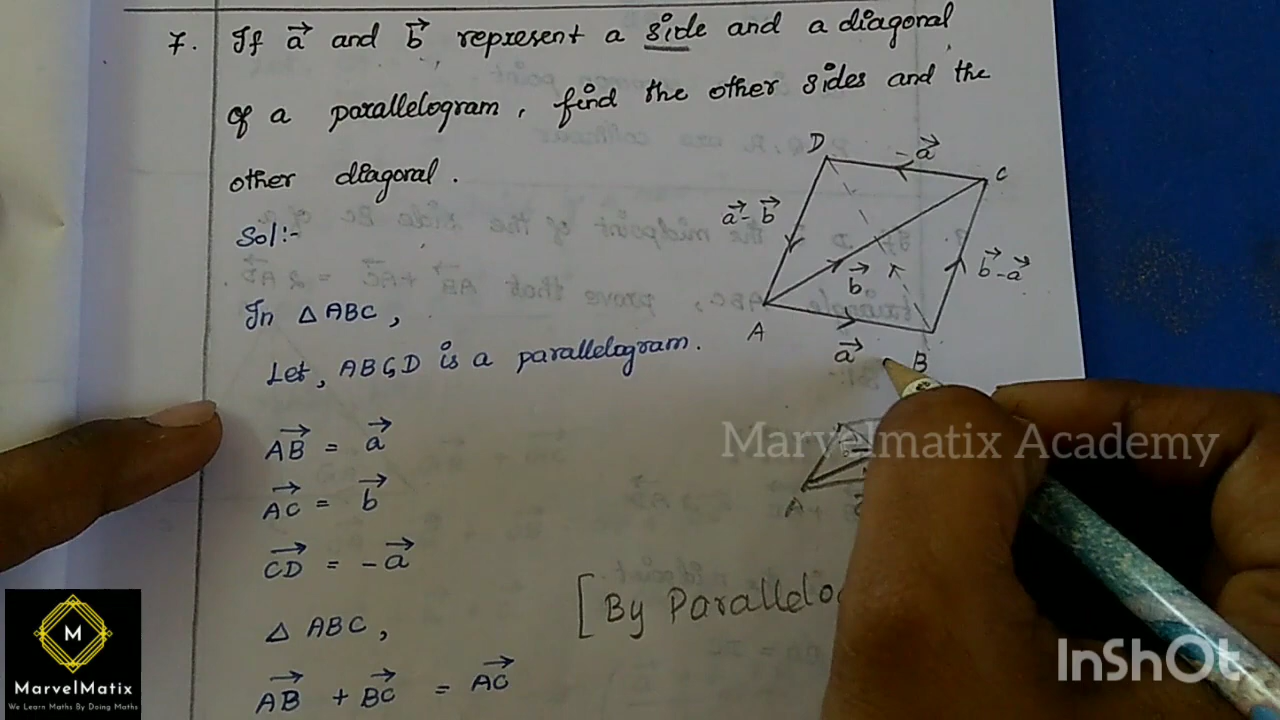 7. If a⃗ and b⃗ represent a side and a diagonal
of a parallelogram, find the other sides and the
other diagonal.
Sol:-
In △ ABC,
Let, ABCD is a parallelogram.
AB⃗ = a⃗
AC⃗ = b⃗
CD⃗ = -a⃗
△ ABC,
AB⃗ + BC⃗ = AC⃗
[By
D
-a⃗
C
a⃗ - b⃗
b⃗
b⃗ - a⃗
A
a⃗
B
A
Marvelmatix Academy
M
MarvelMatix
We Learn Maths By Doing Maths
InShOt